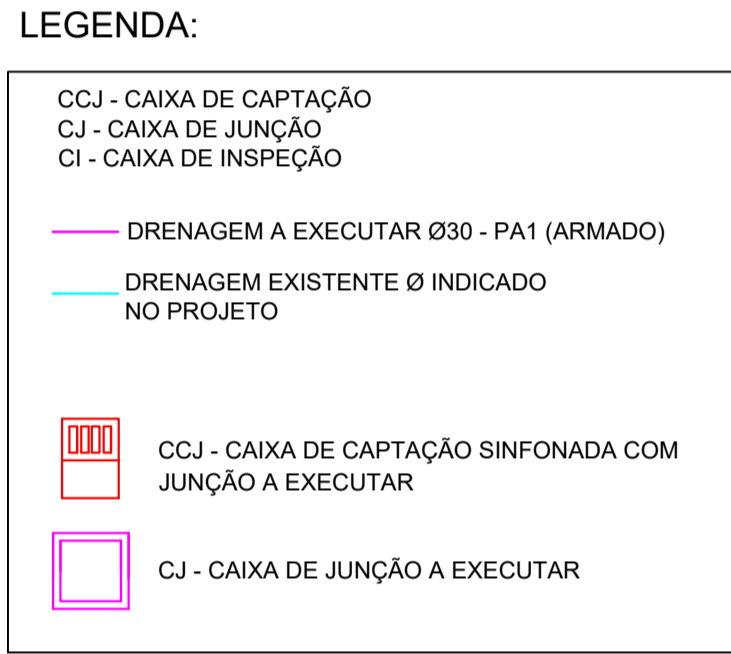 LEGENDA:
CCJ - CAIXA DE CAPTAÇÃO
CJ - CAIXA DE JUNÇÃO
CI - CAIXA DE INSPEÇÃO
DRENAGEM A EXECUTAR Ø30 - PA1 (ARMADO)
DRENAGEM EXISTENTE Ø INDICADO
NO PROJETO
CCJ - CAIXA DE CAPTAÇÃO SINFONADA COM
JUNÇÃO A EXECUTAR
CJ - CAIXA DE JUNÇÃO A EXECUTAR